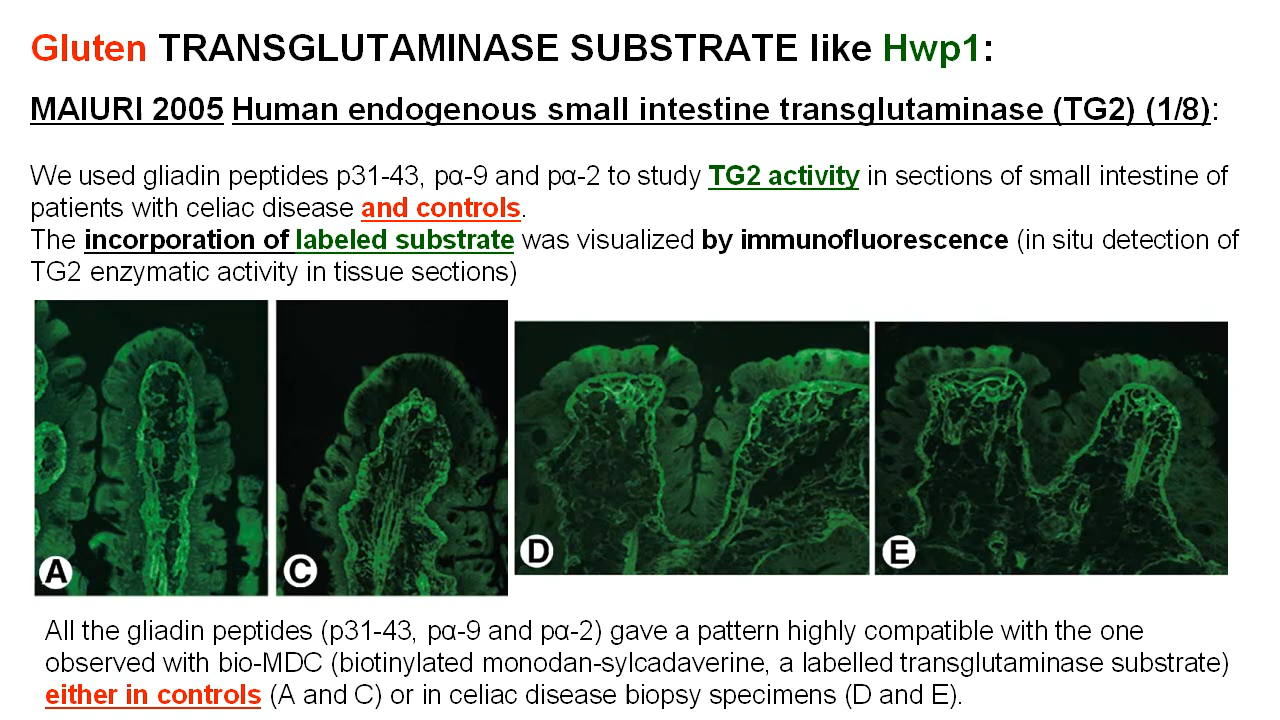 Gluten TRANSGLUTAMINASE SUBSTRATE like Hwp1:
MAIURI 2005 Human endogenous small intestine transglutaminase (TG2) (1/8):
We used gliadin peptides p31-43, pα-9 and pα-2 to study TG2 activity in sections of small intestine of
patients with celiac disease and controls.
The incorporation of labeled substrate was visualized by immunofluorescence (in situ detection of
TG2 enzymatic activity in tissue sections)
A C D E
All the gliadin peptides (p31-43, pα-9 and pα-2) gave a pattern highly compatible with the one
observed with bio-MDC (biotinylated monodan-sylcadaverine, a labelled transglutaminase substrate)
either in controls (A and C) or in celiac disease biopsy specimens (D and E).